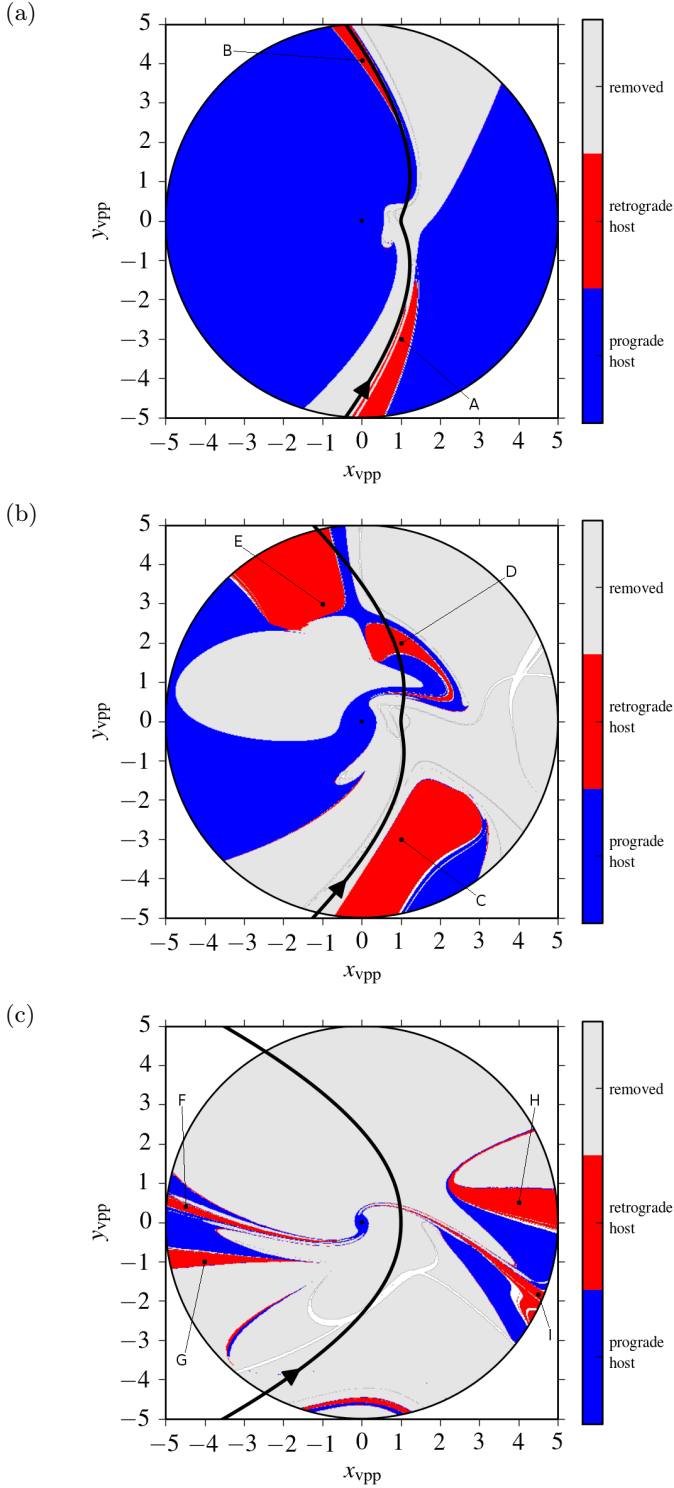 (a)
5
4
3
2
1
0
−1
−2
−3
−4
−5
y_vpp
B
A
−5 −4 −3 −2 −1 0 1 2 3 4 5
x_vpp
removed
retrograde
host
prograde
host
(b)
5
4
3
2
1
0
−1
−2
−3
−4
−5
y_vpp
E
D
C
−5 −4 −3 −2 −1 0 1 2 3 4 5
x_vpp
removed
retrograde
host
prograde
host
(c)
5
4
3
2
1
0
−1
−2
−3
−4
−5
y_vpp
F
H
G
I
−5 −4 −3 −2 −1 0 1 2 3 4 5
x_vpp
removed
retrograde
host
prograde
host